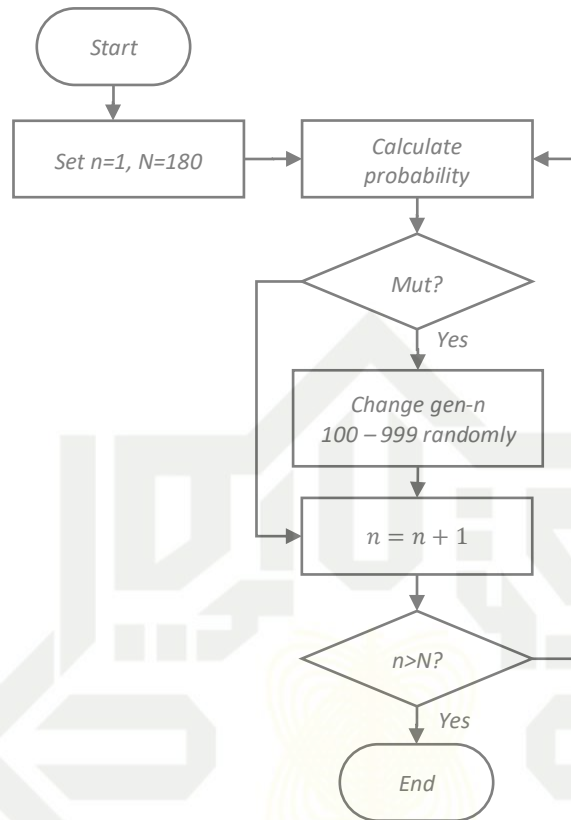 Start
Set n=1, N=180
Calculate
probability
Mut?
Yes
Change gen-n
100 – 999 randomly
n = n + 1
n>N?
Yes
End